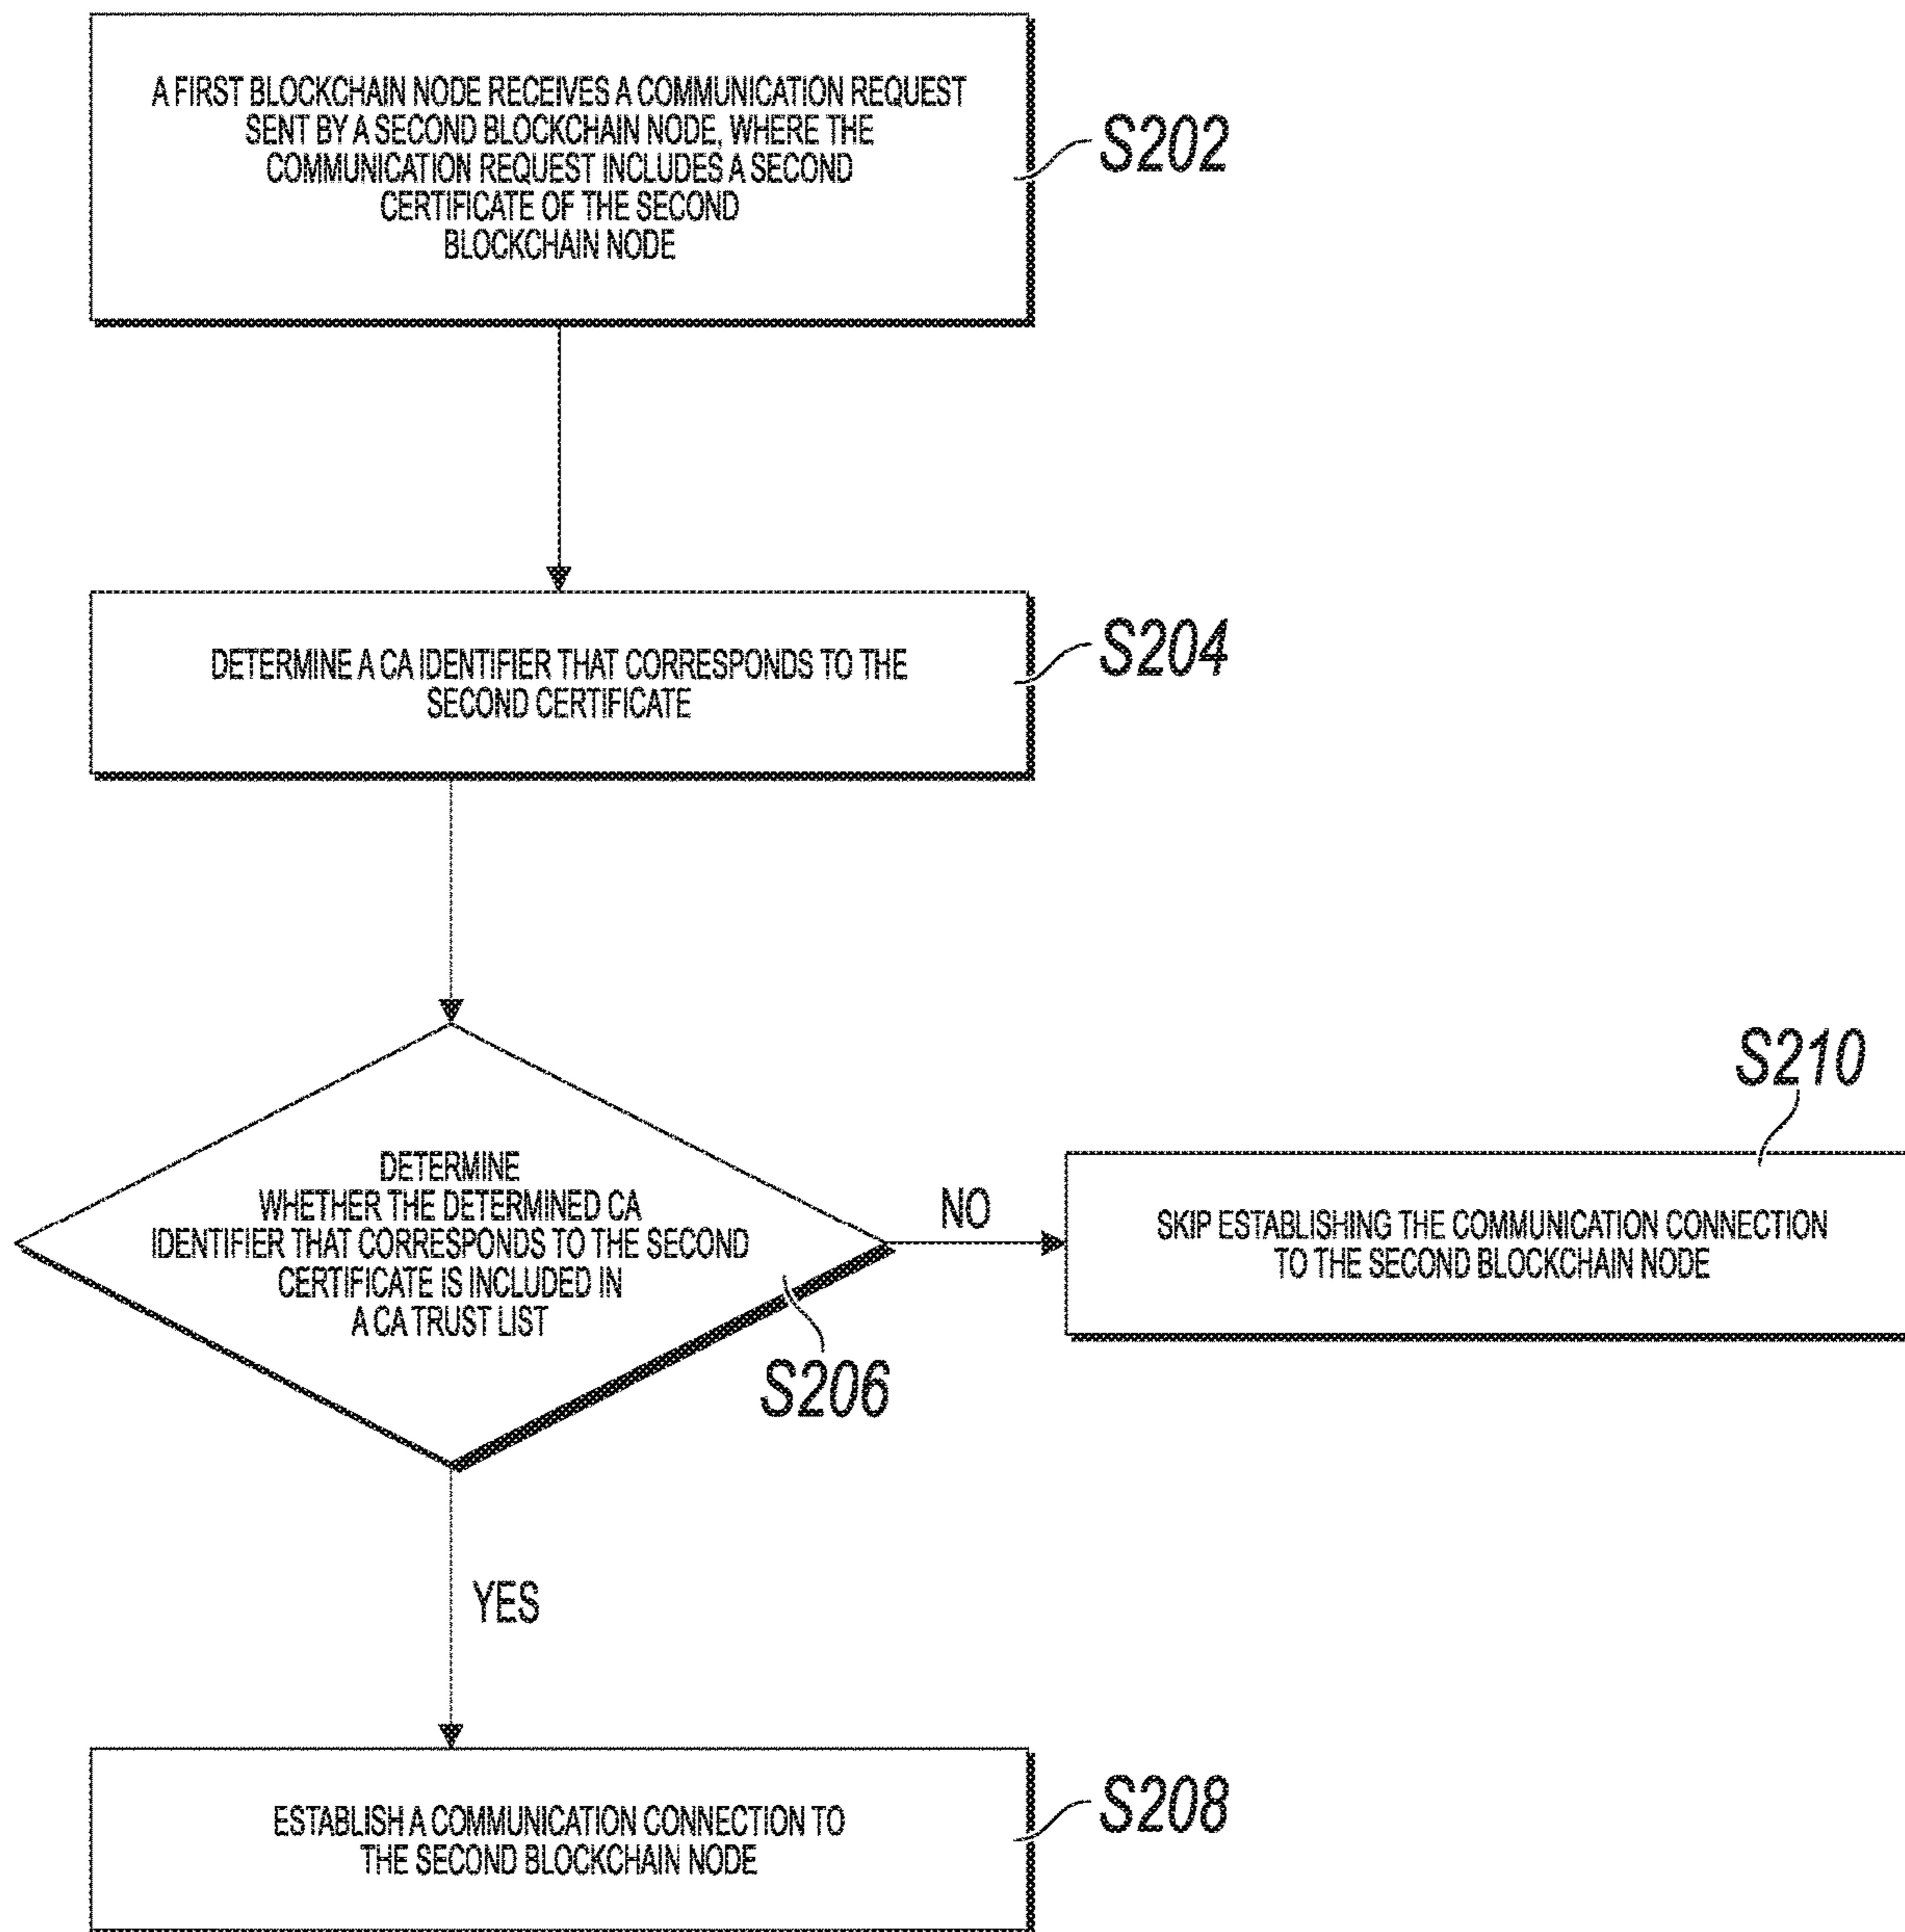 A FIRST BLOCKCHAIN NODE RECEIVES A COMMUNICATION REQUEST
SENT BY A SECOND BLOCKCHAIN NODE, WHERE THE
COMMUNICATION REQUEST INCLUDES A SECOND
CERTIFICATE OF THE SECOND
BLOCKCHAIN NODE
S202
DETERMINE A CA IDENTIFIER THAT CORRESPONDS TO THE
SECOND CERTIFICATE
S204
DETERMINE
WHETHER THE DETERMINED CA
IDENTIFIER THAT CORRESPONDS TO THE SECOND
CERTIFICATE IS INCLUDED IN
A CA TRUST LIST
S206
NO
S210
SKIP ESTABLISHING THE COMMUNICATION CONNECTION
TO THE SECOND BLOCKCHAIN NODE
YES
ESTABLISH A COMMUNICATION CONNECTION TO
THE SECOND BLOCKCHAIN NODE
S208